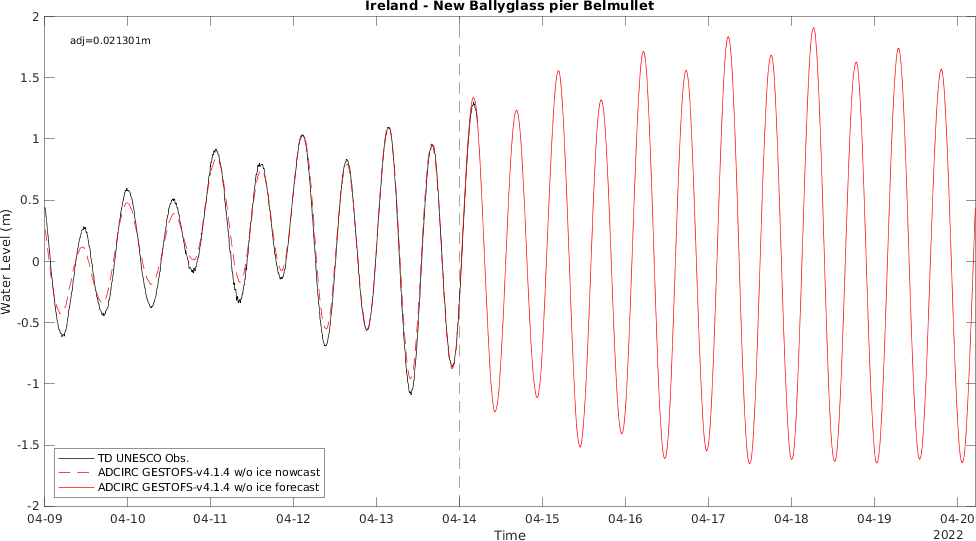 Ireland - New Ballyglass pier Belmullet
2
adj=0.021301m
1.5
1
0.5
0
-0.5
-1
-1.5
-2
Water Level (m)
TD UNESCO Obs.
ADCIRC GESTOFS-v4.1.4 w/o ice nowcast
ADCIRC GESTOFS-v4.1.4 w/o ice forecast
04-09 04-10 04-11 04-12 04-13 04-14 04-15 04-16 04-17 04-18 04-19 04-20
Time
2022